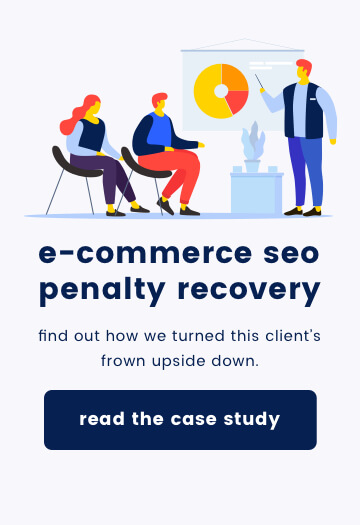 e-commerce seo
penalty recovery
find out how we turned this client's
frown upside down.
read the case study